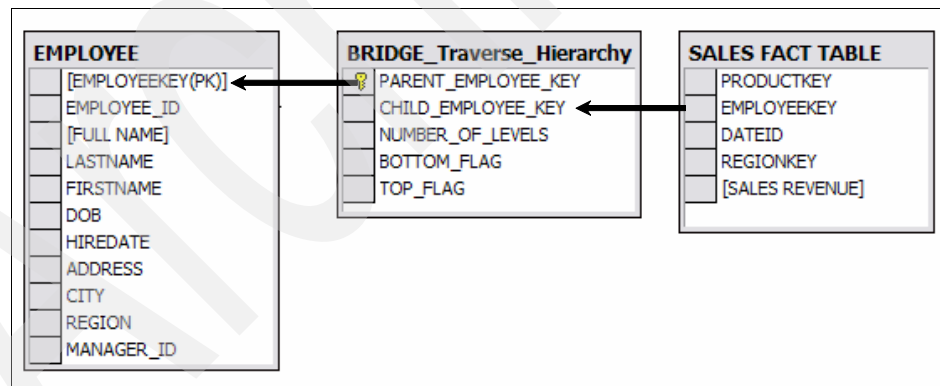 EMPLOYEE
[EMPLOYEEKEY(PK)]
EMPLOYEE_ID
[FULL NAME]
LASTNAME
FIRSTNAME
DOB
HIREDATE
ADDRESS
CITY
REGION
MANAGER_ID
BRIDGE_Traverse_Hierarchy
PARENT_EMPLOYEE_KEY
CHILD_EMPLOYEE_KEY
NUMBER_OF_LEVELS
BOTTOM_FLAG
TOP_FLAG
SALES FACT TABLE
PRODUCTKEY
EMPLOYEEKEY
DATEID
REGIONKEY
[SALES REVENUE]